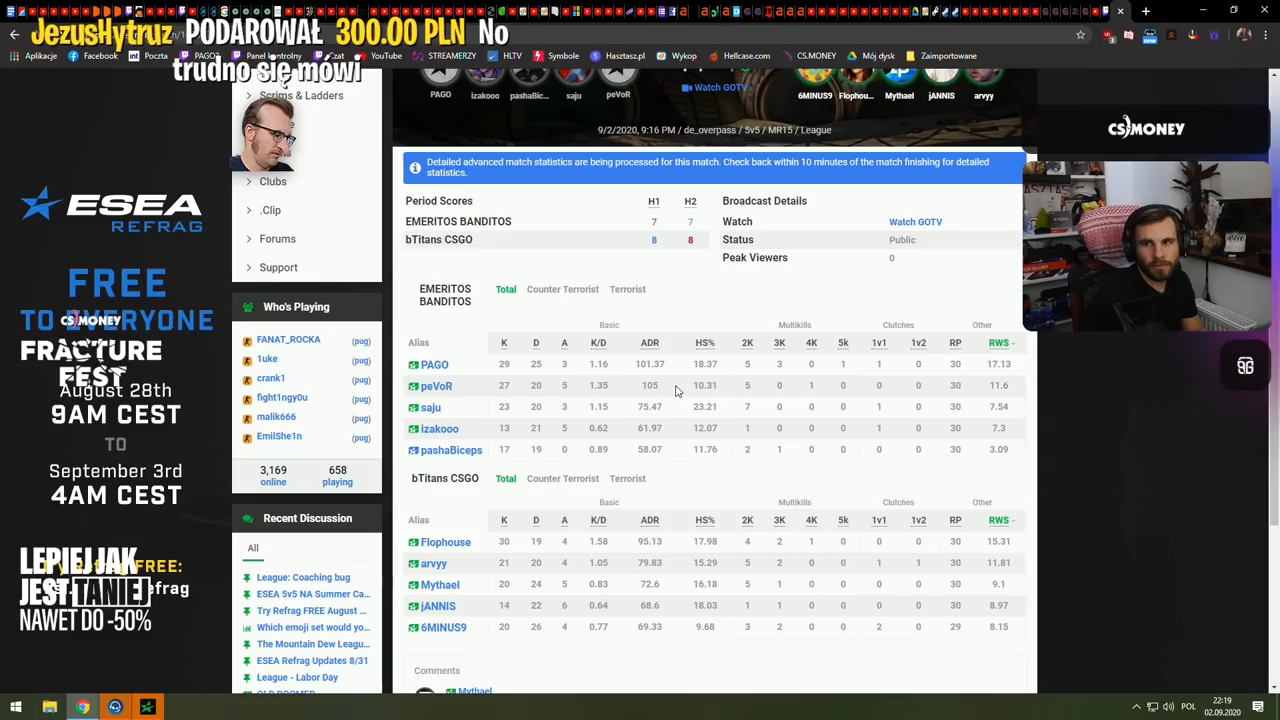 JezusHytruz PODAROWAŁ 300.00 PLN No
trudno się mówi
Aplikacje Facebook Poczta PAGO3 Panel kontrolny Czat YouTube STREAMERZY HLTV Symbole Hasztasz.pl Wykop Hellcase.com CS.MONEY Mój dysk Zaimportowane
Scrims & Ladders
Clubs
.Clip
Forums
Support
ESEA
REFRAG
FREE
TO EVERYONE
CS MONEY
FRACTURE
FEST
August 28th
9AM CEST
TO
September 3rd
4AM CEST
LEPIEJ JAK
JEST TANIEJ
NAWET DO -50%
Who's Playing
FANAT_ROCKA (pug)
1uke (pug)
crank1 (pug)
fight1ngy0u (pug)
malik666 (pug)
EmilShe1n (pug)
3,169 658
online playing
Recent Discussion
All
League: Coaching bug
ESEA 5v5 NA Summer Ca...
Try Refrag FREE August ...
Which emoji set would yo...
The Mountain Dew Leagu...
ESEA Refrag Updates 8/31
League - Labor Day
PAGO izakooo pashaBic... saju peVoR
Watch GOTV
6MINUS9 Flophou... Mythael jANNIS arvyy
9/2/2020, 9:16 PM / de_overpass / 5v5 / MR15 / League
Detailed advanced match statistics are being processed for this match. Check back within 10 minutes of the match finishing for detailed
statistics.
Period Scores H1 H2
EMERITOS BANDITOS 7 7
bTitans CSGO 8 8
Broadcast Details
Watch Watch GOTV
Status Public
Peak Viewers 0
EMERITOS
BANDITOS
Total Counter Terrorist Terrorist
Basic Multikills Clutches Other
Alias K D A K/D ADR HS% 2K 3K 4K 5k 1v1 1v2 RP RWS
PAGO 29 25 3 1.16 101.37 18.37 5 3 0 1 1 0 30 17.13
peVoR 27 20 5 1.35 105 10.31 5 0 1 0 0 0 30 11.6
saju 23 20 3 1.15 75.47 23.21 7 0 0 0 1 0 30 7.54
izakooo 13 21 5 0.62 61.97 12.07 1 0 0 0 1 0 30 7.3
pashaBiceps 17 19 0 0.89 58.07 11.76 2 1 0 0 0 0 30 3.09
bTitans CSGO Total Counter Terrorist Terrorist
Basic Multikills Clutches Other
Alias K D A K/D ADR HS% 2K 3K 4K 5k 1v1 1v2 RP RWS
Flophouse 30 19 4 1.58 95.13 17.98 4 2 1 0 0 0 30 15.31
arvyy 21 20 4 1.05 79.83 15.29 5 2 0 0 1 1 30 11.81
Mythael 20 24 5 0.83 72.6 16.18 5 1 0 0 0 0 30 9.1
jANNIS 14 22 6 0.64 68.6 18.03 1 1 0 0 0 0 30 8.97
6MINUS9 20 26 4 0.77 69.33 9.68 3 2 0 0 2 0 29 8.15
Comments
Mythael
CS MONEY
POL
22:19
02.09.2020